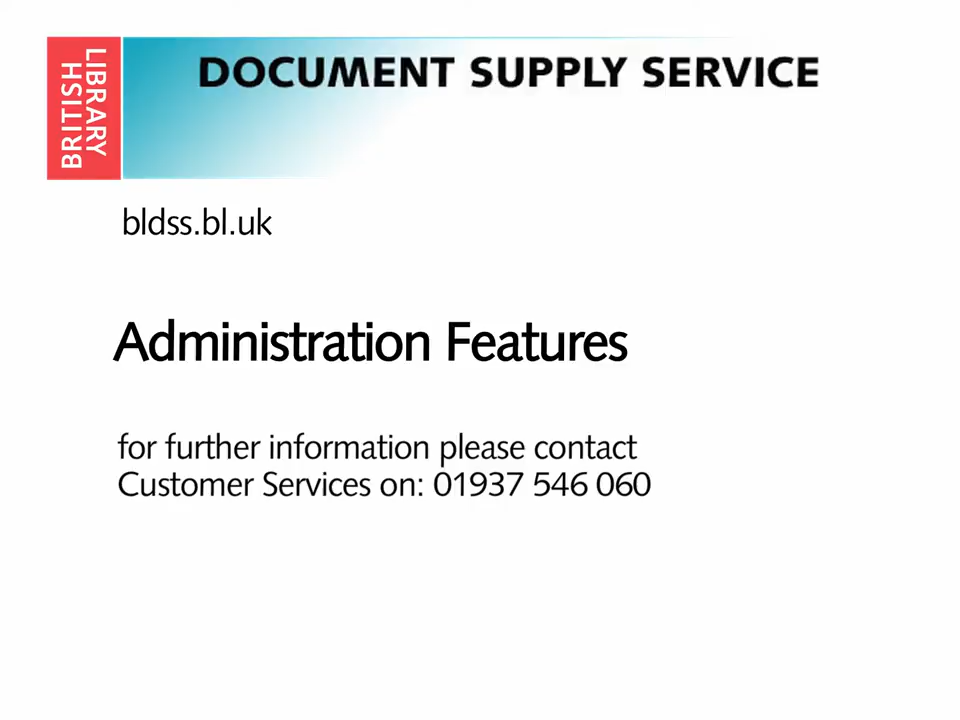 BRITISH
LIBRARY
DOCUMENT SUPPLY SERVICE
bldss.bl.uk
Administration Features
for further information please contact
Customer Services on: 01937 546 060